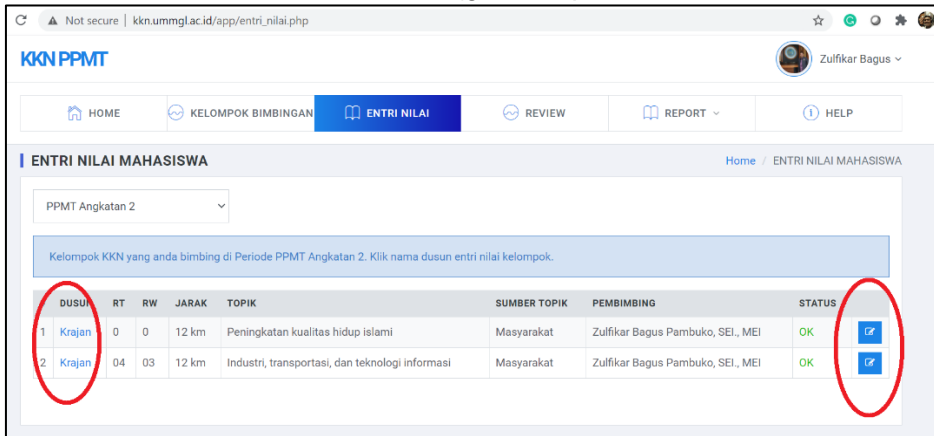 Not secure | kkn.ummgl.ac.id/app/entri_nilai.php
KKN PPMT
Zulfikar Bagus
HOME KELOMPOK BIMBINGAN ENTRI NILAI REVIEW REPORT HELP
ENTRI NILAI MAHASISWA Home / ENTRI NILAI MAHASISWA
PPMT Angkatan 2
Kelompok KKN yang anda bimbing di Periode PPMT Angkatan 2. Klik nama dusun entri nilai kelompok.
DUSUN RT RW JARAK TOPIK SUMBER TOPIK PEMBIMBING STATUS
1 Krajan 0 0 12 km Peningkatan kualitas hidup islami Masyarakat Zulfikar Bagus Pambuko, SEI., MEI OK
2 Krajan 04 03 12 km Industri, transportasi, dan teknologi informasi Masyarakat Zulfikar Bagus Pambuko, SEI., MEI OK